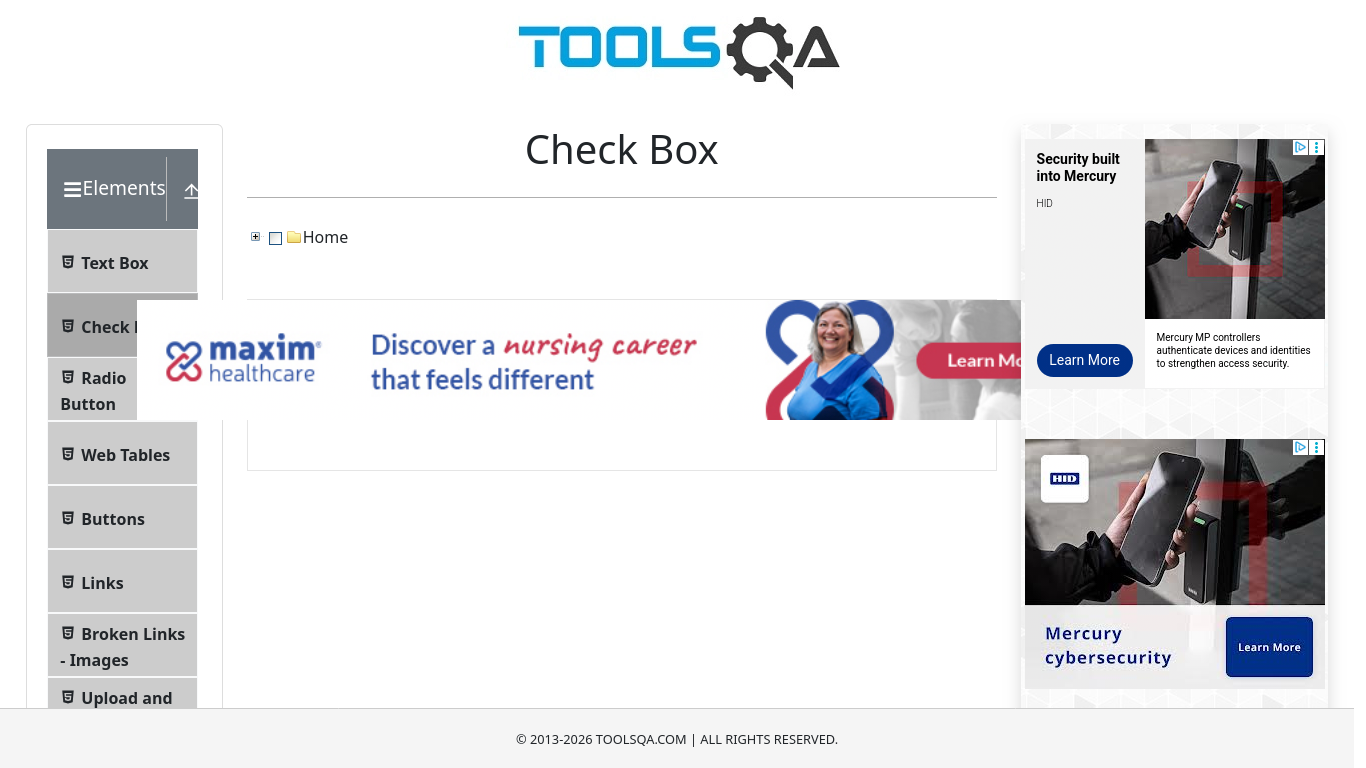 TOOLSQA
Check Box
Elements
Text Box
Check
Radio
Button
Web Tables
Buttons
Links
Broken Links
- Images
Upload and
Home
maxim
healthcare
Discover a nursing career
that feels different
Learn
Security built
into Mercury
HID
Learn More
Mercury MP controllers
authenticate devices and identities
to strengthen access security.
HID
Mercury
cybersecurity
Learn More
© 2013-2026 TOOLSQA.COM | ALL RIGHTS RESERVED.